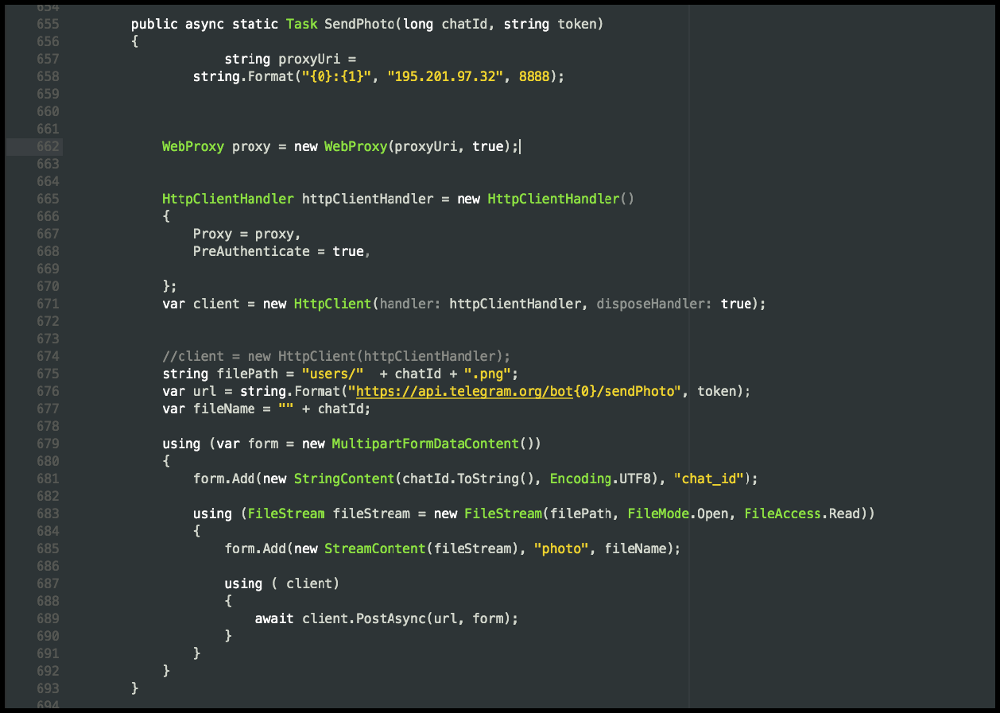 654
655 public async static Task SendPhoto(long chatId, string token)
656 {
657 string proxyUri =
658 string.Format("{0}:{1}", "195.201.97.32", 8888);
659
660
661
662 WebProxy proxy = new WebProxy(proxyUri, true);
663
664
665 HttpClientHandler httpClientHandler = new HttpClientHandler()
666 {
667 Proxy = proxy,
668 PreAuthenticate = true,
669
670 };
671 var client = new HttpClient(handler: httpClientHandler, disposeHandler: true);
672
673
674 //client = new HttpClient(httpClientHandler);
675 string filePath = "users/"  + chatId + ".png";
676 var url = string.Format("https://api.telegram.org/bot{0}/sendPhoto", token);
677 var fileName = "" + chatId;
678
679 using (var form = new MultipartFormDataContent())
680 {
681 form.Add(new StringContent(chatId.ToString(), Encoding.UTF8), "chat_id");
682
683 using (FileStream fileStream = new FileStream(filePath, FileMode.Open, FileAccess.Read))
684 {
685 form.Add(new StreamContent(fileStream), "photo", fileName);
686
687 using ( client)
688 {
689 await client.PostAsync(url, form);
690 }
691 }
692 }
693 }
694